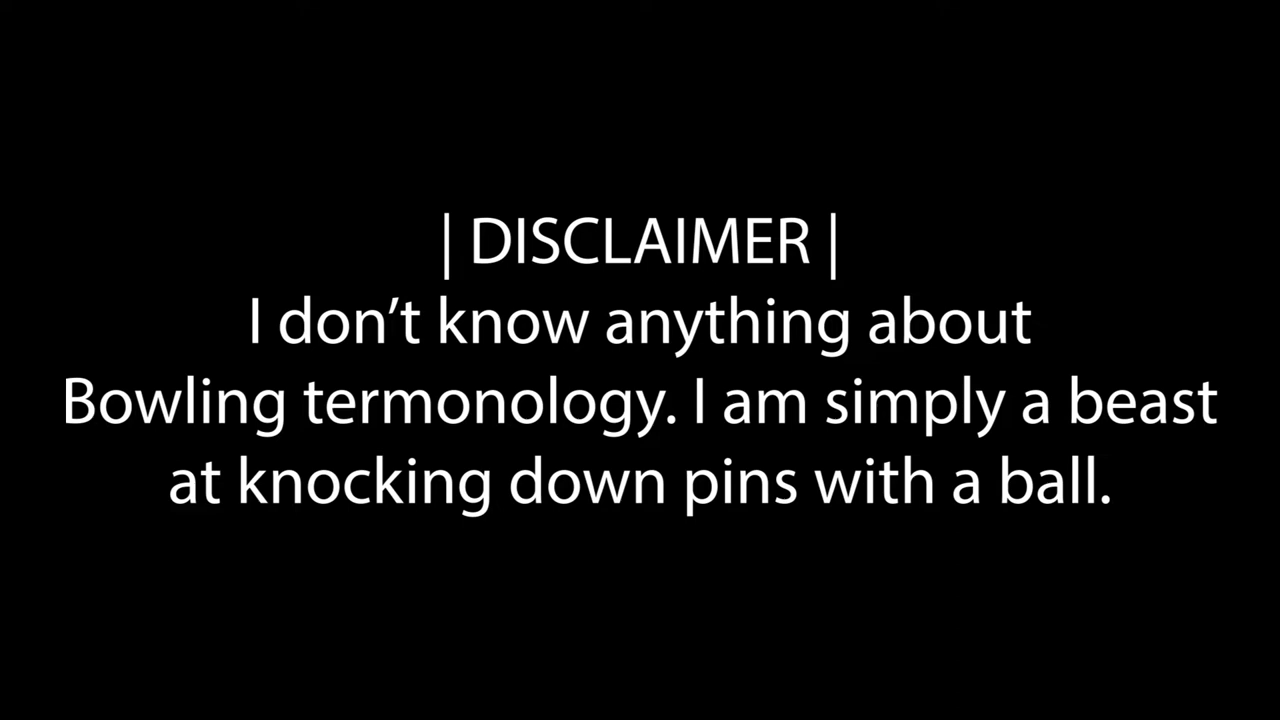 | DISCLAIMER |
I don’t know anything about
Bowling termonology. I am simply a beast
at knocking down pins with a ball.